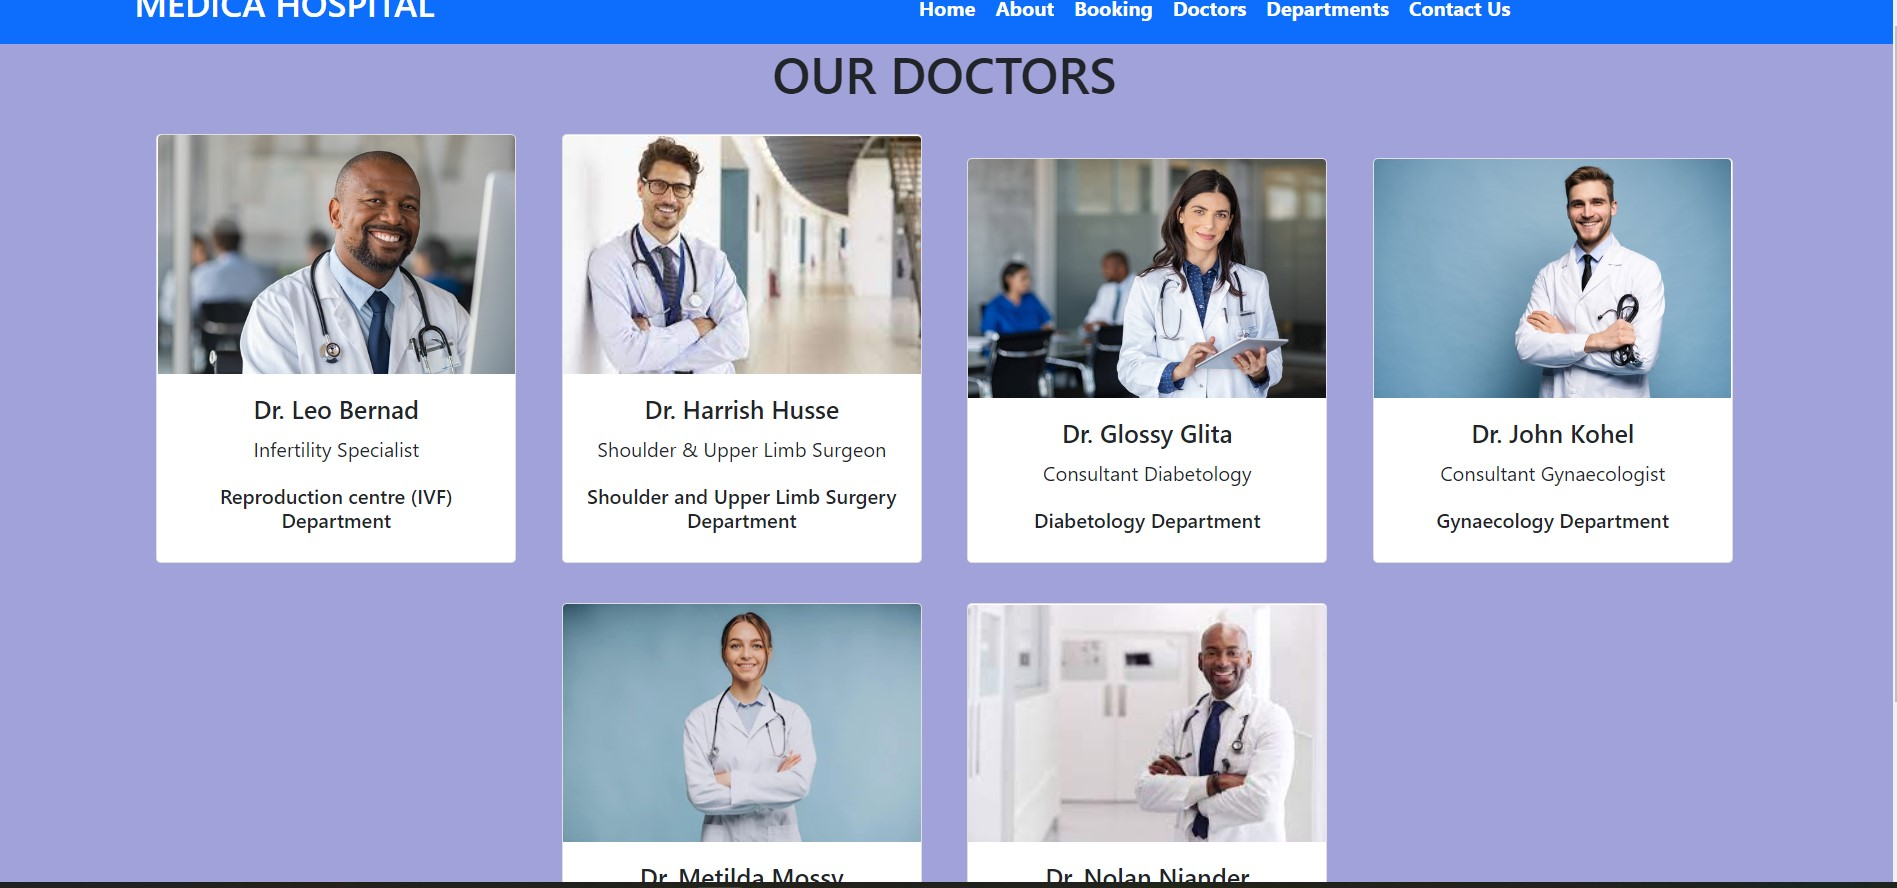 MEDICA HOSPITAL
Home About Booking Doctors Departments Contact Us
OUR DOCTORS
Dr. Leo Bernad
Infertility Specialist
Reproduction centre (IVF)
Department
Dr. Harrish Husse
Shoulder & Upper Limb Surgeon
Shoulder and Upper Limb Surgery
Department
Dr. Glossy Glita
Consultant Diabetology
Diabetology Department
Dr. John Kohel
Consultant Gynaecologist
Gynaecology Department
Dr. Metilda Mossy
Dr. Nolan Niander